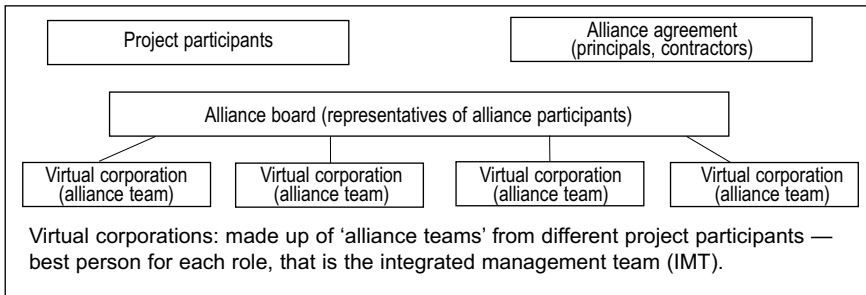 Project participants
Alliance agreement
(principals, contractors)
Alliance board (representatives of alliance participants)
Virtual corporation
(alliance team)
Virtual corporation
(alliance team)
Virtual corporation
(alliance team)
Virtual corporation
(alliance team)
Virtual corporations: made up of ‘alliance teams’ from different project participants —
best person for each role, that is the integrated management team (IMT).